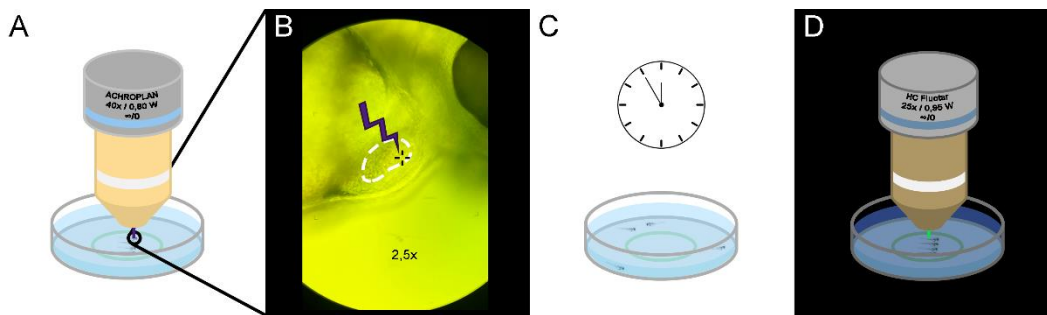 A
ACHROPLAN
40x / 0,80 W
∞/0
B
2,5x
C
D
HC Fluotar
25x / 0,95 W
∞/0